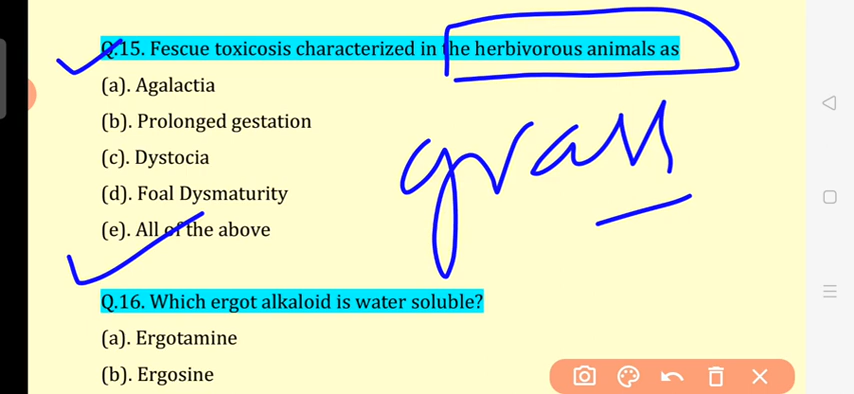 Q.15. Fescue toxicosis characterized in the herbivorous animals as
(a). Agalactia
(b). Prolonged gestation
(c). Dystocia
(d). Foal Dysmaturity
(e). All of the above
grass
Q.16. Which ergot alkaloid is water soluble?
(a). Ergotamine
(b). Ergosine